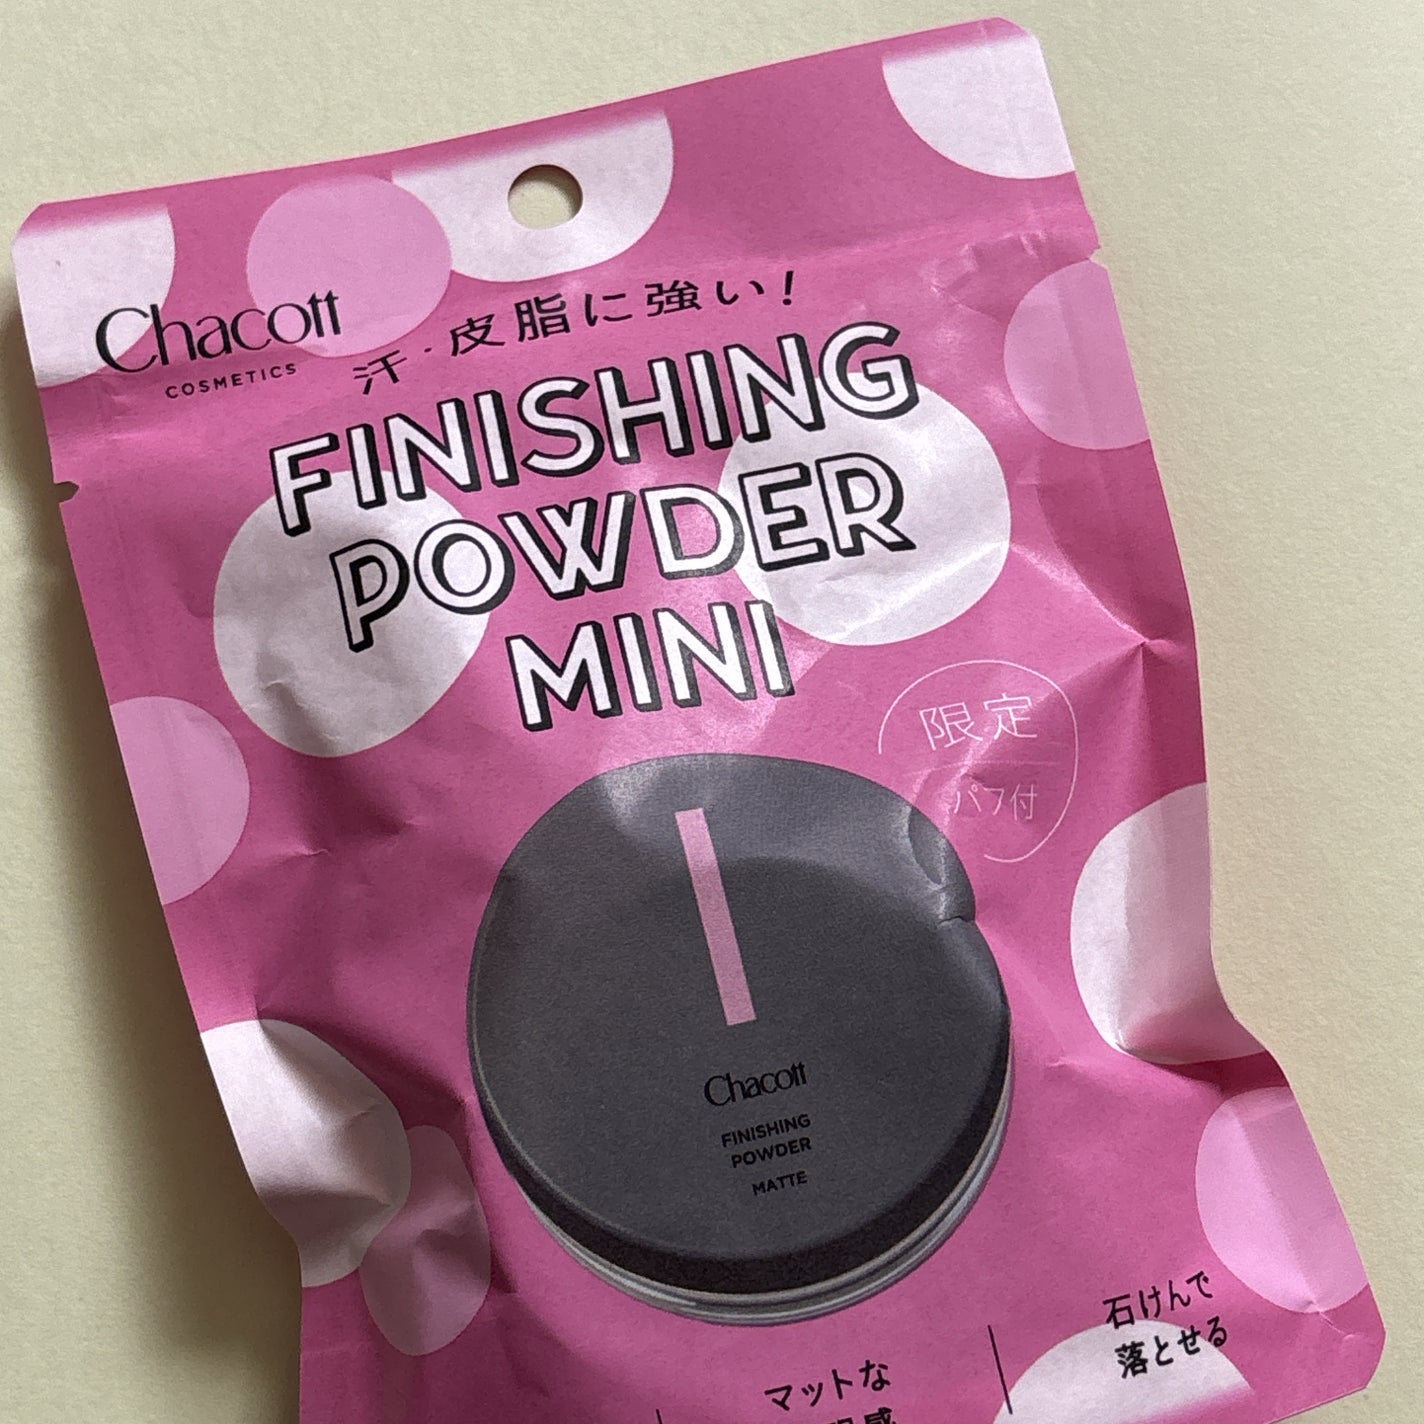 Chacott
COSMETICS
汗・皮脂に強い!
FINISHING
POWDER
MINI
限定
パフ付
Chacott
FINISHING
POWDER
MATTE
マットな
石けんで
落とせる